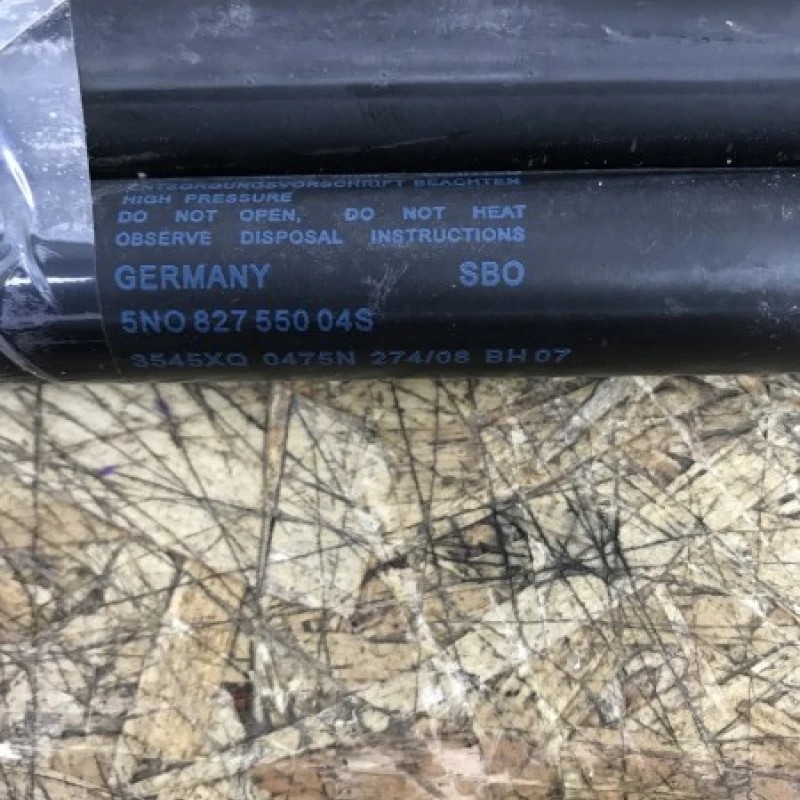 ENTSORGUNGSVORSCHRIFT BEACHTEN
HIGH PRESSURE
DO NOT OPEN, DO NOT HEAT
OBSERVE DISPOSAL INSTRUCTIONS
GERMANY SBO
5NO 827 550 04S
3545XQ 0475N 274/08 BH 07